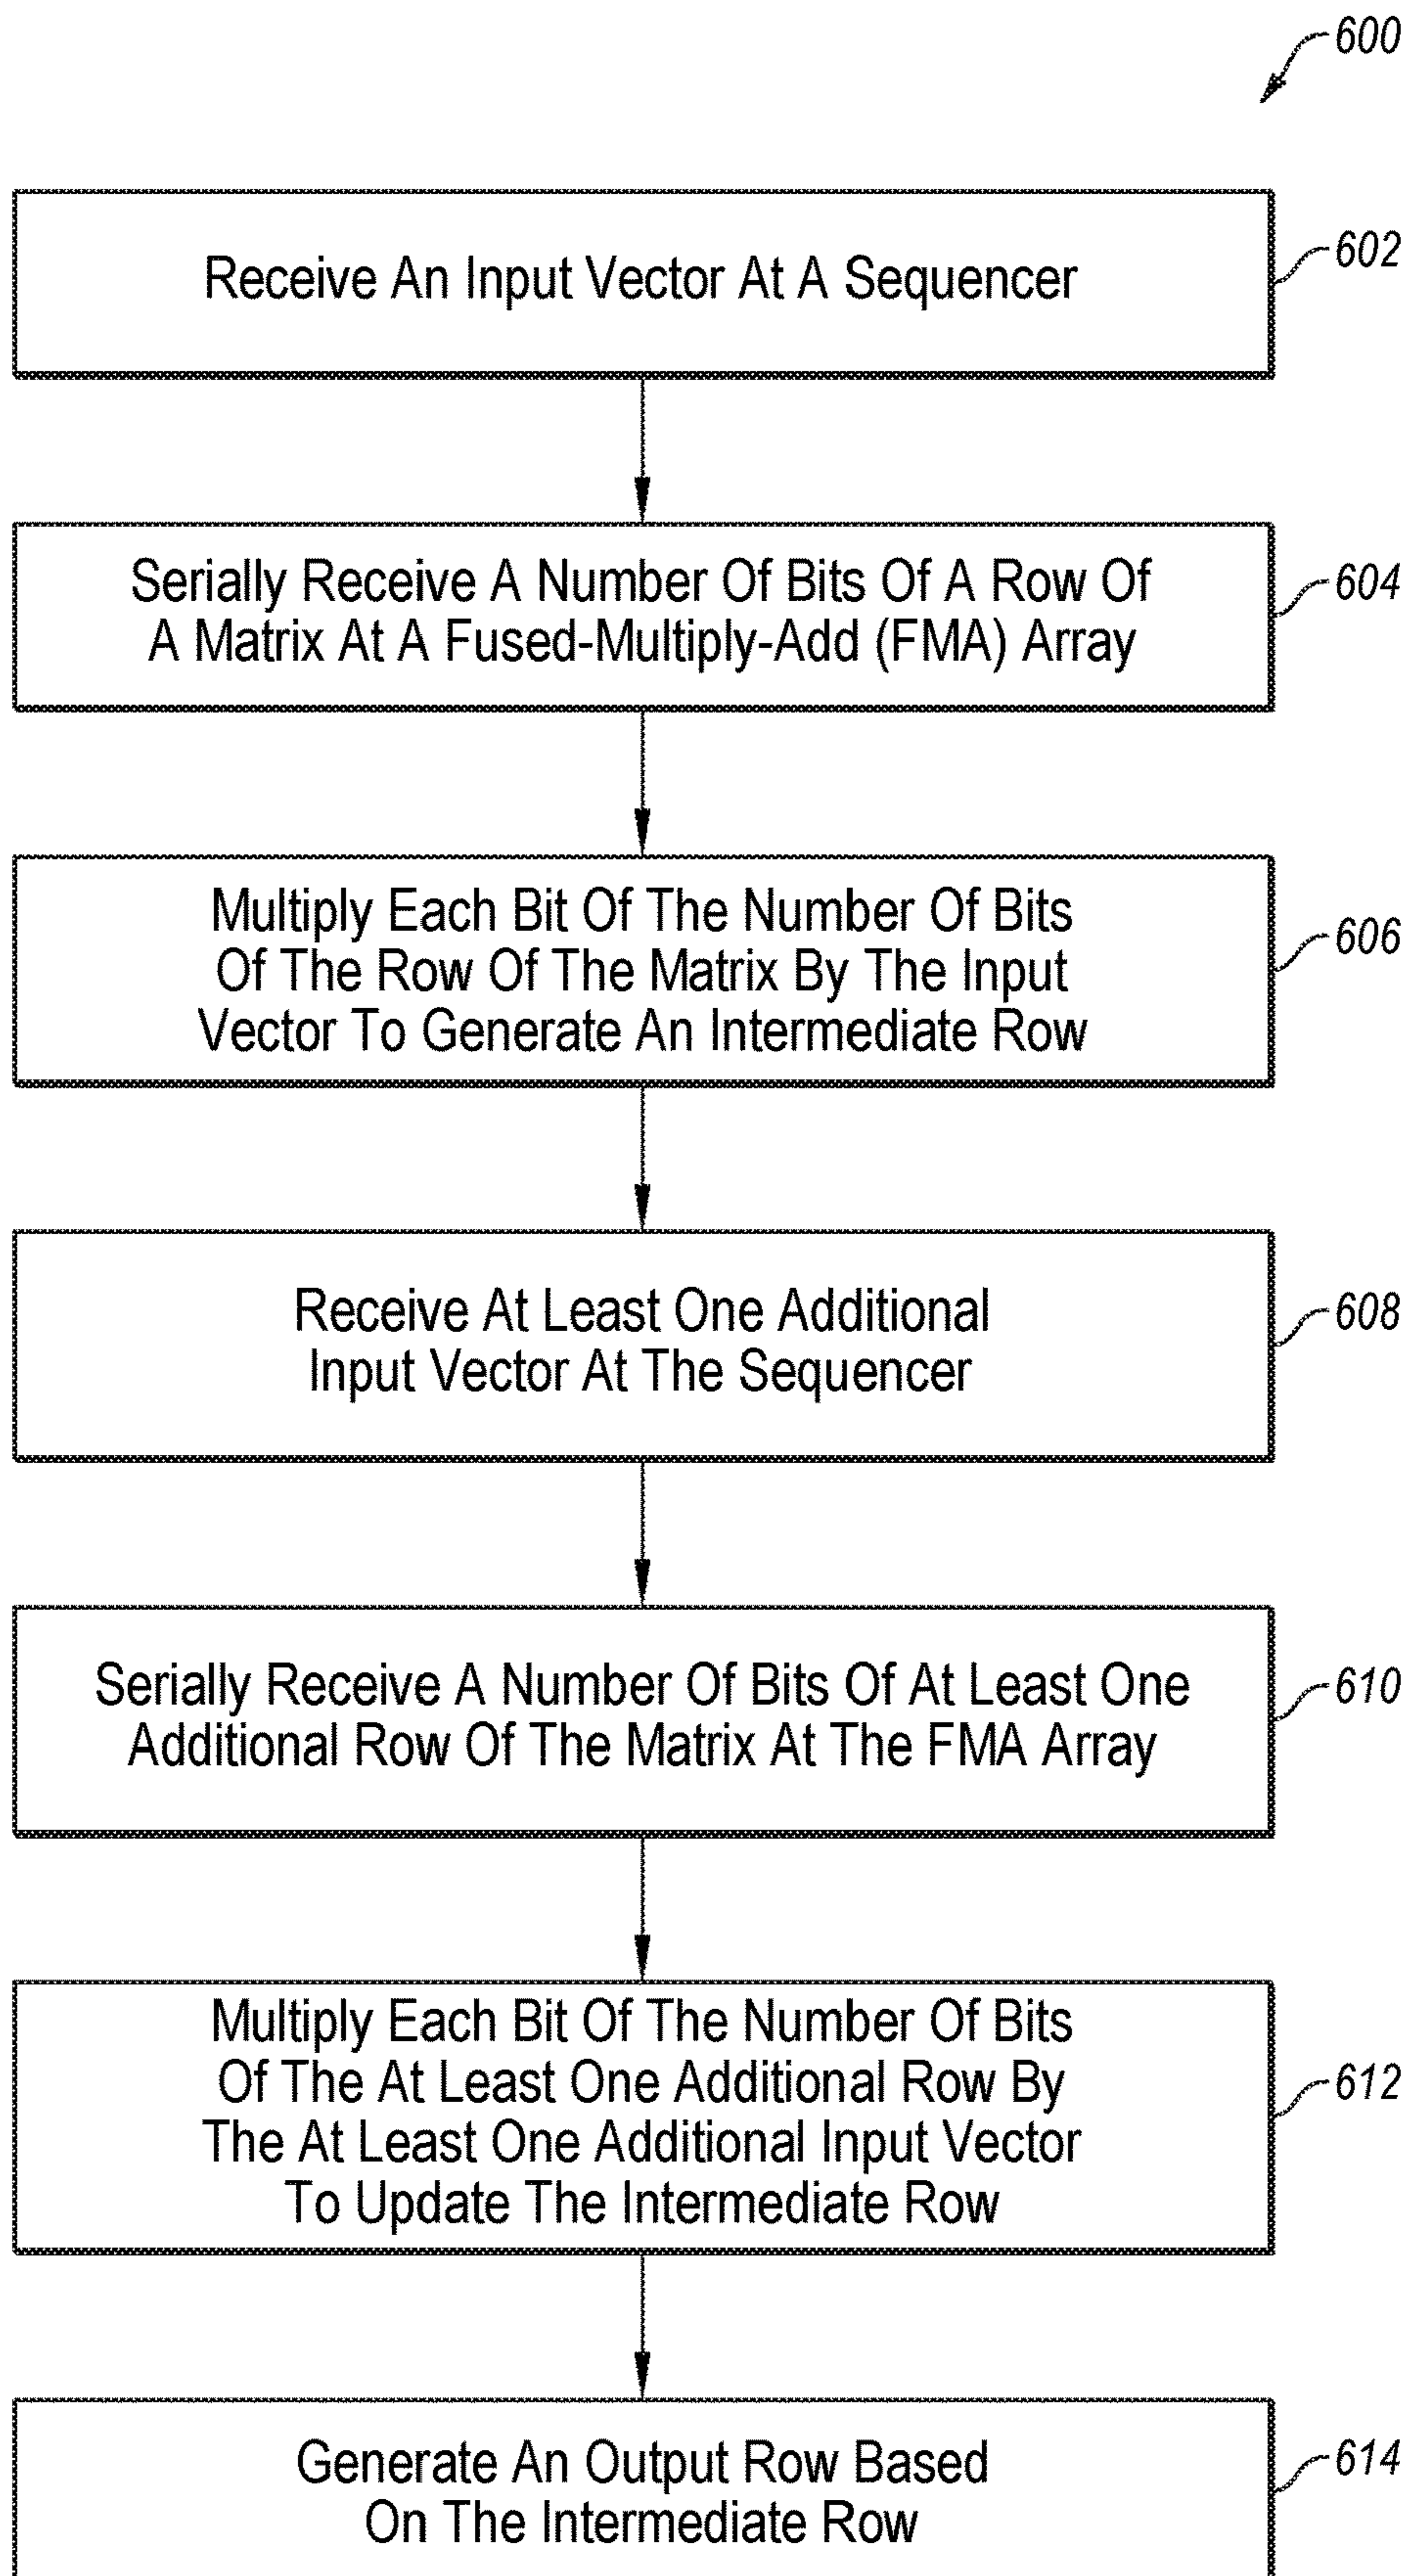 600
Receive An Input Vector At A Sequencer
602
Serially Receive A Number Of Bits Of A Row Of
A Matrix At A Fused-Multiply-Add (FMA) Array
604
Multiply Each Bit Of The Number Of Bits
Of The Row Of The Matrix By The Input
Vector To Generate An Intermediate Row
606
Receive At Least One Additional
Input Vector At The Sequencer
608
Serially Receive A Number Of Bits Of At Least One
Additional Row Of The Matrix At The FMA Array
610
Multiply Each Bit Of The Number Of Bits
Of The At Least One Additional Row By
The At Least One Additional Input Vector
To Update The Intermediate Row
612
Generate An Output Row Based
On The Intermediate Row
614